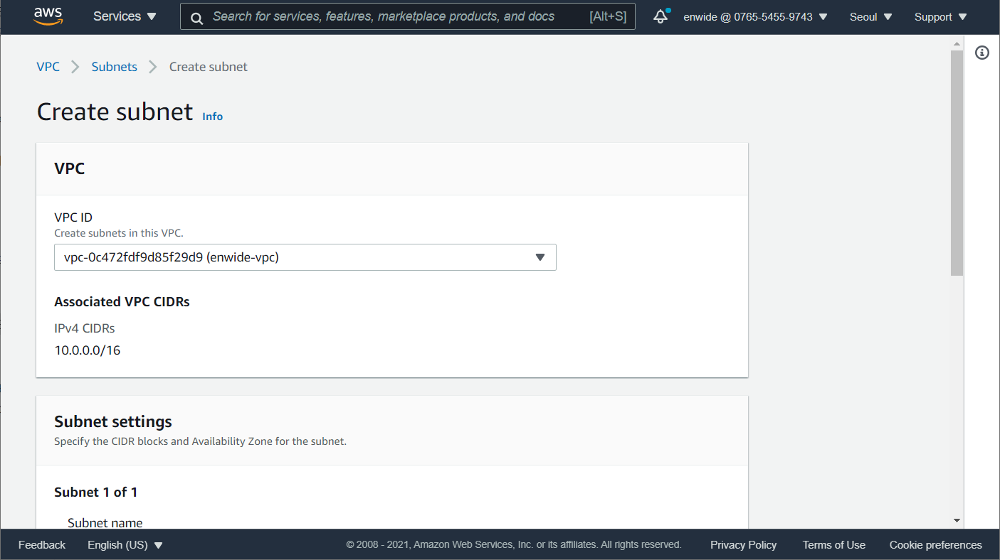 aws Services Search for services, features, marketplace products, and docs [Alt+S] enwide @ 0765-5455-9743 Seoul Support
VPC Subnets Create subnet
Create subnet Info
VPC
VPC ID
Create subnets in this VPC.
vpc-0c472fdf9d85f29d9 (enwide-vpc)
Associated VPC CIDRs
IPv4 CIDRs
10.0.0.0/16
Subnet settings
Specify the CIDR blocks and Availability Zone for the subnet.
Subnet 1 of 1
Subnet name
Feedback English (US) © 2008 - 2021, Amazon Web Services, Inc. or its affiliates. All rights reserved. Privacy Policy Terms of Use Cookie preferences